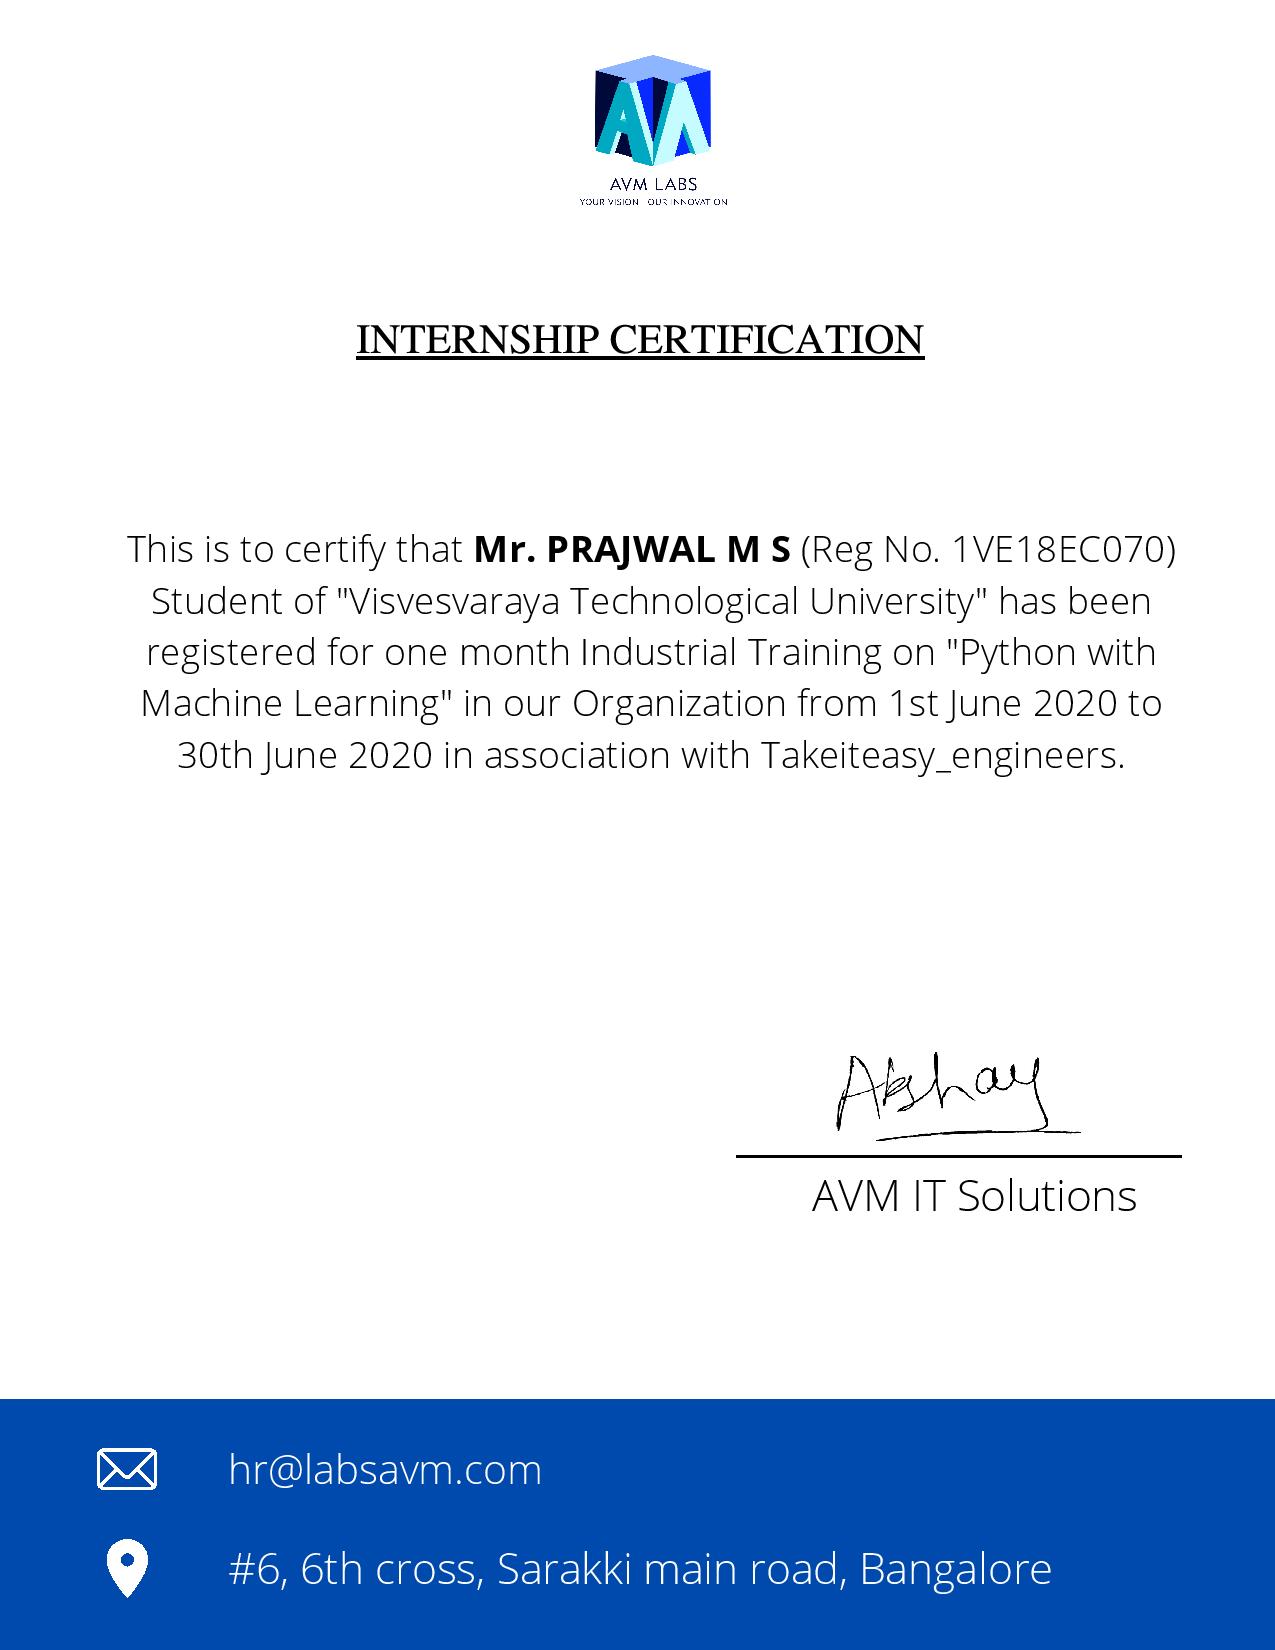 AVM LABS
YOUR VISION OUR INNOVATION
INTERNSHIP CERTIFICATION
This is to certify that Mr. PRAJWAL M S (Reg No. 1VE18EC070)
Student of "Visvesvaraya Technological University" has been
registered for one month Industrial Training on "Python with
Machine Learning" in our Organization from 1st June 2020 to
30th June 2020 in association with Takeiteasy_engineers.
Akshay
AVM IT Solutions
hr@labsavm.com
#6, 6th cross, Sarakki main road, Bangalore